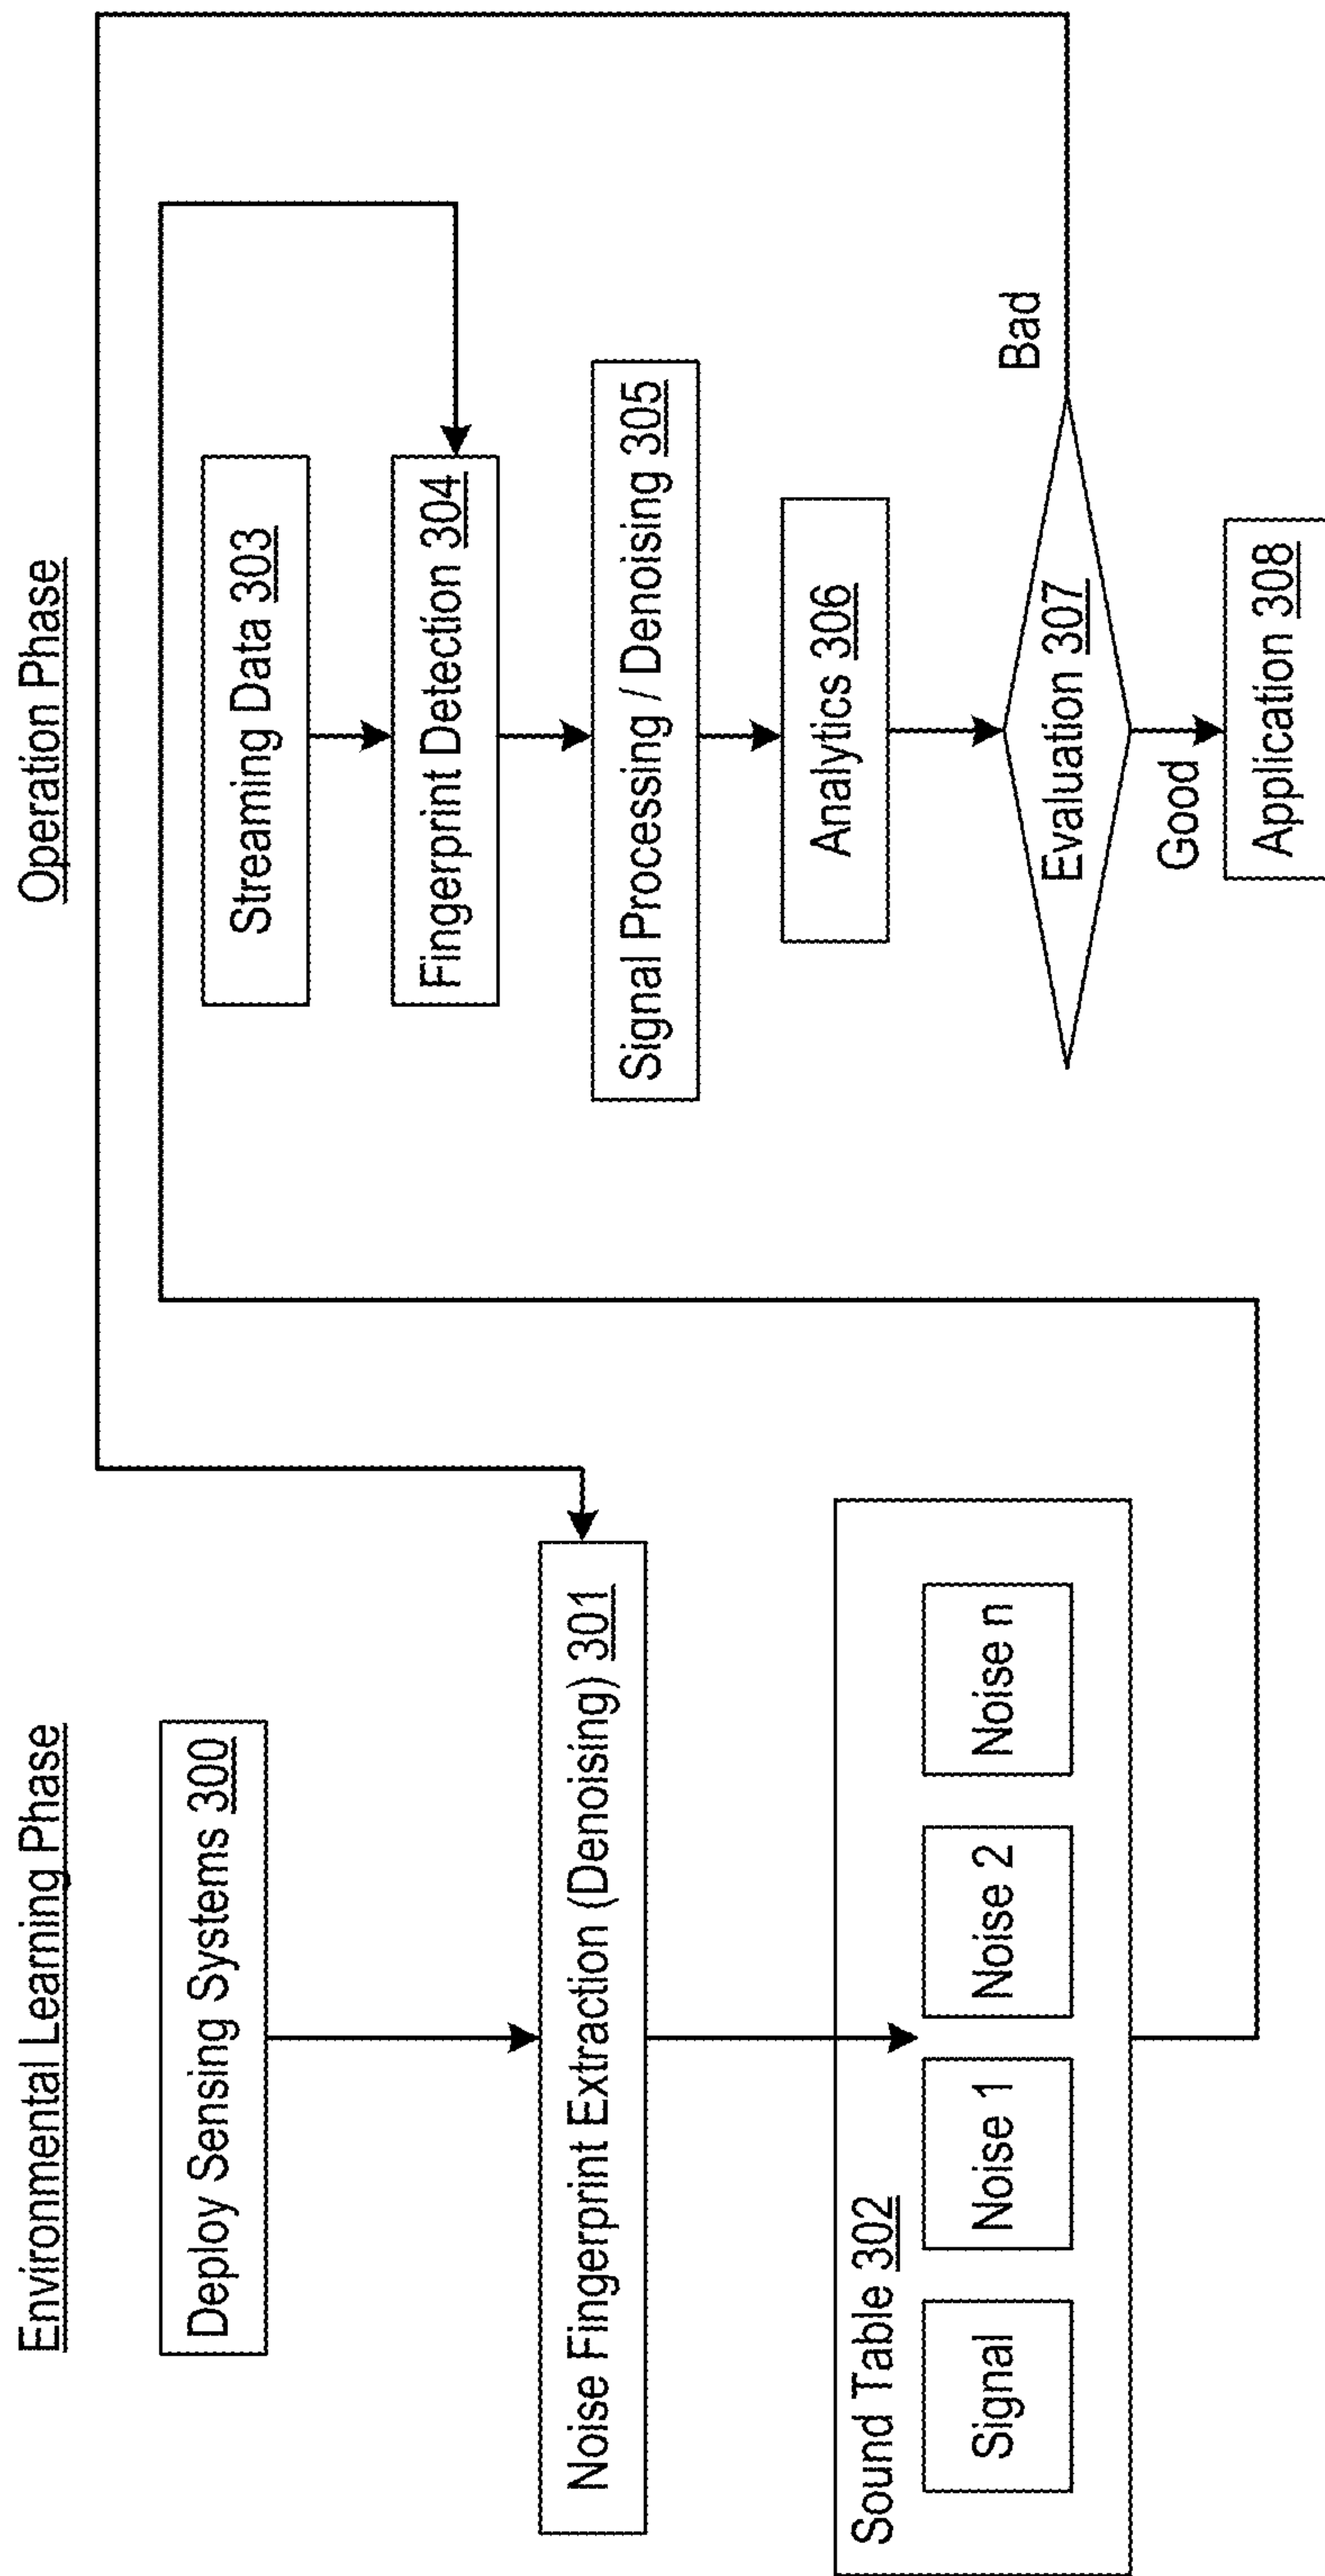 Environmental Learning Phase
Deploy Sensing Systems 300
Noise Fingerprint Extraction (Denoising) 301
Sound Table 302
Signal
Noise 1
Noise 2
Noise n
Operation Phase
Streaming Data 303
Fingerprint Detection 304
Signal Processing / Denoising 305
Analytics 306
Evaluation 307
Bad
Good
Application 308